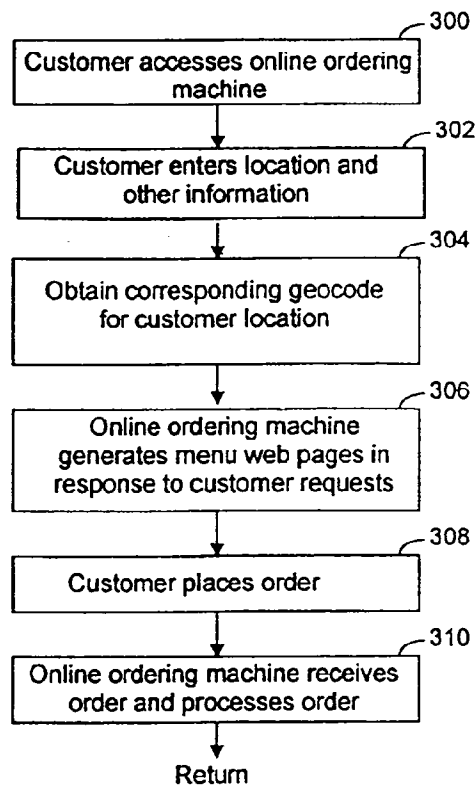 300
Customer accesses online ordering
machine
302
Customer enters location and
other information
304
Obtain corresponding geocode
for customer location
306
Online ordering machine
generates menu web pages in
response to customer requests
308
Customer places order
310
Online ordering machine receives
order and processes order
Return